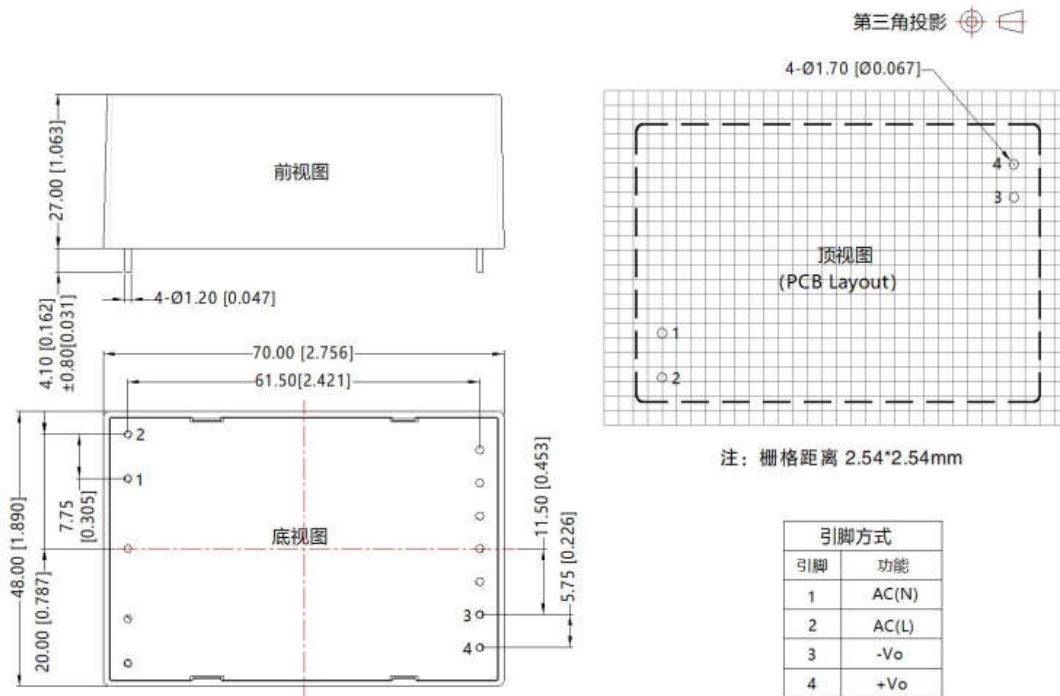 第三角投影
4-Ø1.70 [Ø0.067]
前视图
27.00 [1.063]
4
3
顶视图
(PCB Layout)
1
2
4-Ø1.20 [0.047]
4.10 [0.162]
±0.80[0.031]
70.00 [2.756]
61.50[2.421]
注：栅格距离 2.54*2.54mm
2
1
7.75
[0.305]
48.00 [1.890]
20.00 [0.787]
底视图
11.50 [0.453]
5.75 [0.226]
3
4
引脚方式
引脚 功能
1 AC(N)
2 AC(L)
3 -Vo
4 +Vo